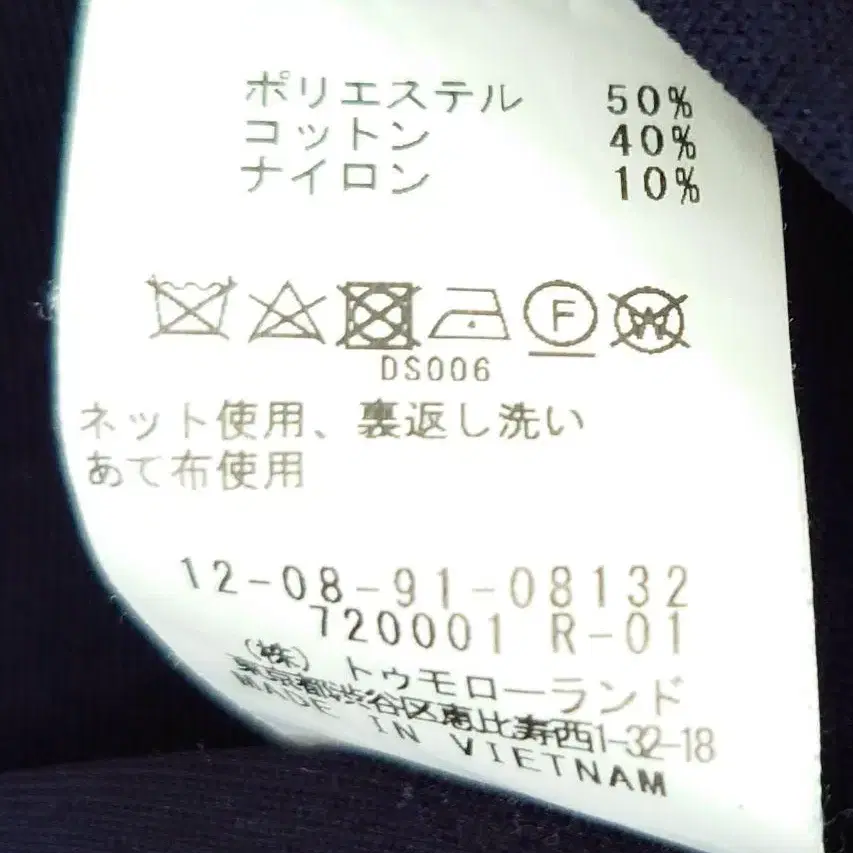 ポリエステル 50%
コットン 40%
ナイロン 10%
F W
DS006
ネット使用、裏返し洗い
あて布使用
12-08-91-08132
720001 R-01
(株) トゥモローランド
東京都渋谷区恵比寿西1-32-18
MADE IN VIETNAM